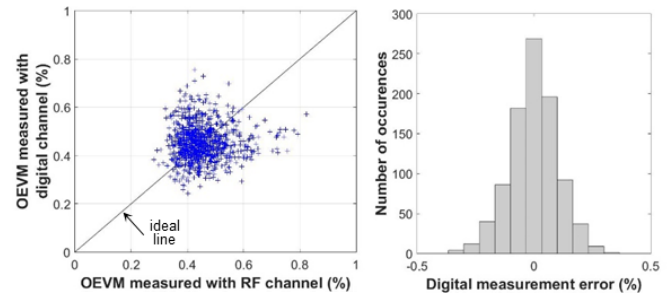 OEVM measured with
digital channel (%)
1
0.8
0.6
0.4
0.2
0
0 0.2 0.4 0.6 0.8 1
ideal
line
OEVM measured with RF channel (%)
Number of occurences
300
250
200
150
100
50
0
-0.5 0 0.5
Digital measurement error (%)